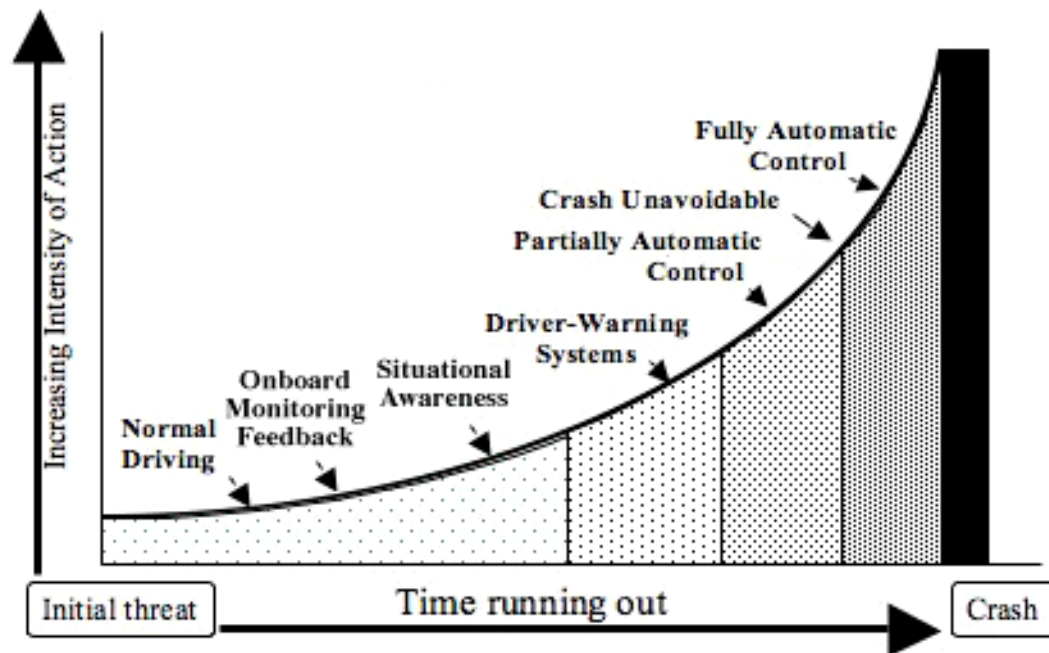 Increasing Intensity of Action
Fully Automatic
Control
Crash Unavoidable
Partially Automatic
Control
Driver-Warning
Systems
Situational
Awareness
Onboard
Monitoring
Feedback
Normal
Driving
Initial threat
Time running out
Crash